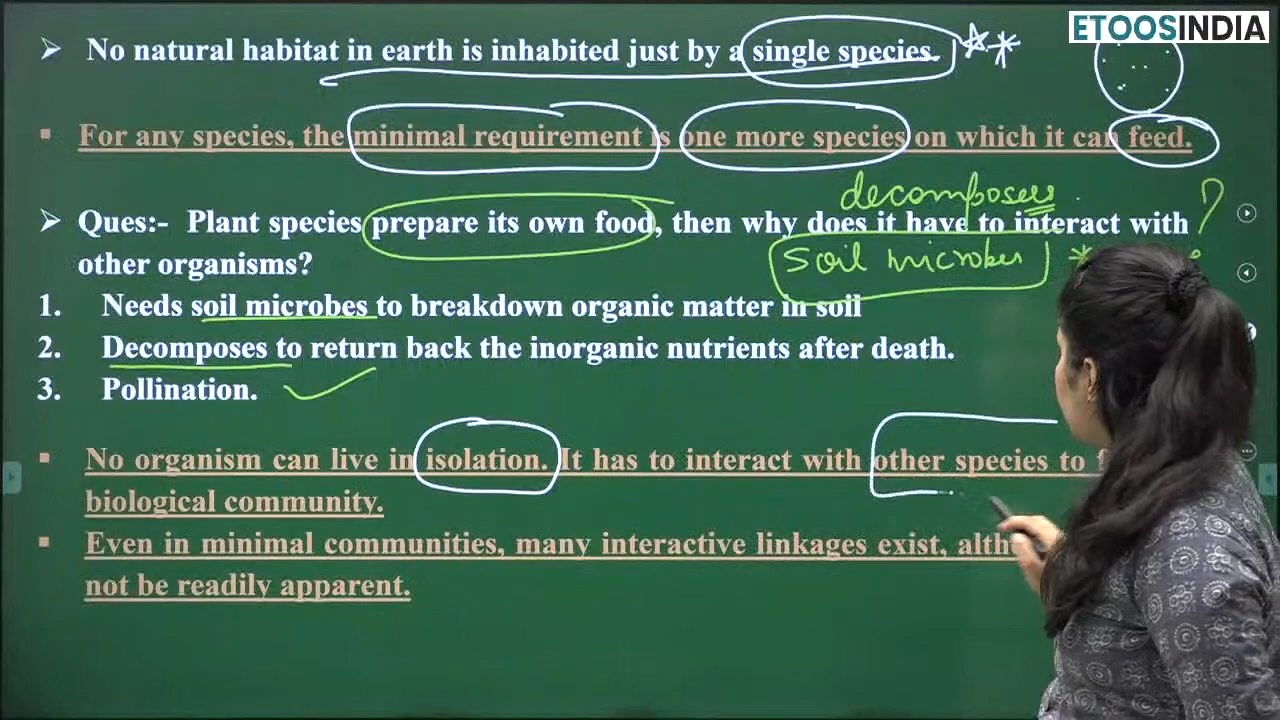 ETOOSINDIA
➤ No natural habitat in earth is inhabited just by a single species.
▪ For any species, the minimal requirement is one more species on which it can feed.
decomposers
➤ Ques:- Plant species prepare its own food, then why does it have to interact with ?
other organisms?
soil microbes
1. Needs soil microbes to breakdown organic matter in soil
2. Decomposes to return back the inorganic nutrients after death.
3. Pollination.
▪ No organism can live in isolation. It has to interact with other species to
biological community.
▪ Even in minimal communities, many interactive linkages exist,
not be readily apparent.